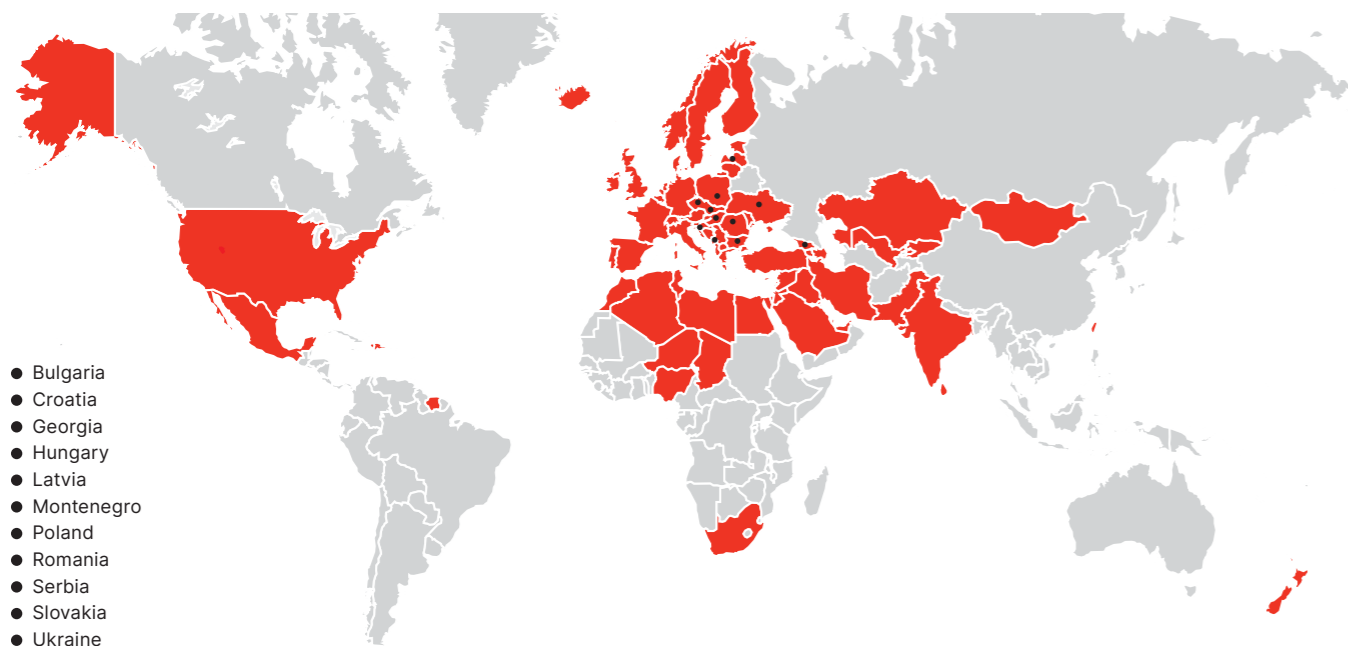 Bulgaria
Croatia
Georgia
Hungary
Latvia
Montenegro
Poland
Romania
Serbia
Slovakia
Ukraine